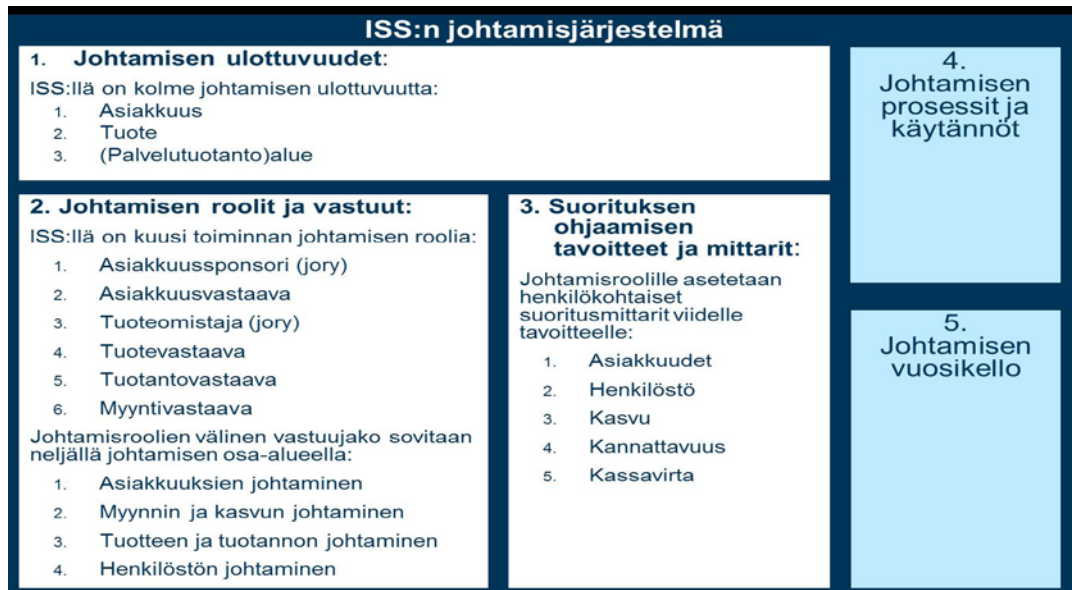 ISS:n johtamisjärjestelmä
1. Johtamisen ulottuvuudet:
ISS:llä on kolme johtamisen ulottuvuutta:
1. Asiakkuus
2. Tuote
3. (Palvelutuotanto)alue
2. Johtamisen roolit ja vastuut:
ISS:llä on kuusi toiminnan johtamisen roolia:
1. Asiakkuussponsori (jory)
2. Asiakkuusvastaava
3. Tuoteomistaja (jory)
4. Tuotevastaava
5. Tuotantovastaava
6. Myyntivastaava
Johtamisroolien välinen vastuujako sovitaan
neljällä johtamisen osa-alueella:
1. Asiakkuuksien johtaminen
2. Myynnin ja kasvun johtaminen
3. Tuotteen ja tuotannon johtaminen
4. Henkilöstön johtaminen
3. Suorituksen
ohjaamisen
tavoitteet ja mittarit:
Johtamisroolille asetetaan
henkilökohtaiset
suoritusmittarit viidelle
tavoitteelle:
1. Asiakkuudet
2. Henkilöstö
3. Kasvu
4. Kannattavuus
5. Kassavirta
4.
Johtamisen
prosessit ja
käytännöt
5.
Johtamisen
vuosikello